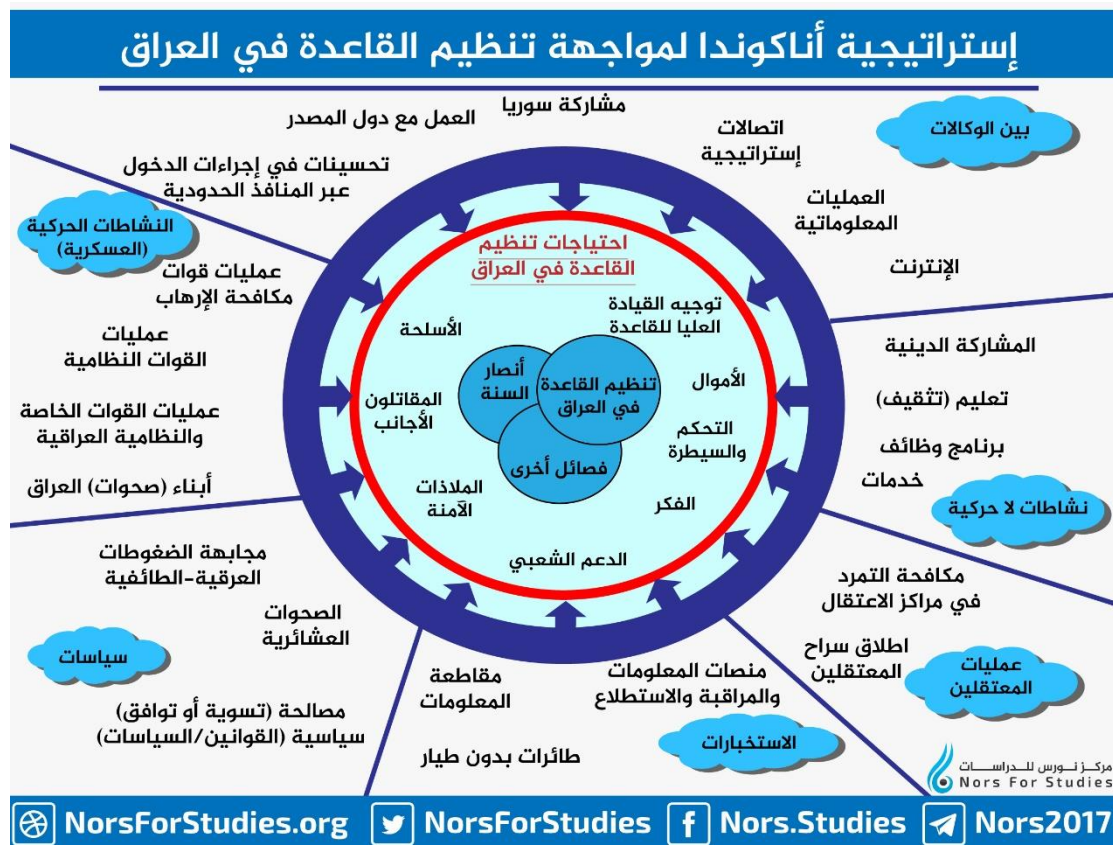 إستراتيجية أناكوندا لمواجهة تنظيم القاعدة في العراق
بين الوكالات
مشاركة سوريا
العمل مع دول المصدر
اتصالات
إستراتيجية
تحسينات في إجراءات الدخول
عبر المنافذ الحدودية
العمليات
المعلوماتية
الإنترنت
النشاطات الحركية
(العسكرية)
عمليات قوات
مكافحة الإرهاب
عمليات
القوات النظامية
عمليات القوات الخاصة
والنظامية العراقية
أبناء (صحوات) العراق
احتياجات تنظيم
القاعدة في العراق
توجيه القيادة
العليا للقاعدة
الأسلحة
الأموال
المقاتلون
الأجانب
التحكم
والسيطرة
الملاذات
الآمنة
الفكر
الدعم الشعبي
تنظيم القاعدة
في العراق
أنصار
السنة
فصائل أخرى
المشاركة الدينية
تعليم (تثقيف)
برنامج وظائف
خدمات
نشاطات لا حركية
مكافحة التمرد
في مراكز الاعتقال
اطلاق سراح
المعتقلين
عمليات
المعتقلين
منصات المعلومات
والمراقبة والاستطلاع
مقاطعة
المعلومات
طائرات بدون طيار
الاستخبارات
مجابهة الضغوطات
العرقية-الطائفية
الصحوات
العشائرية
سياسات
مصالحة (تسوية أو توافق)
سياسية (القوانين/السياسات)
مركز نورس للدراسات
Nors For Studies
NorsForStudies.org
NorsForStudies
Nors.Studies
Nors2017